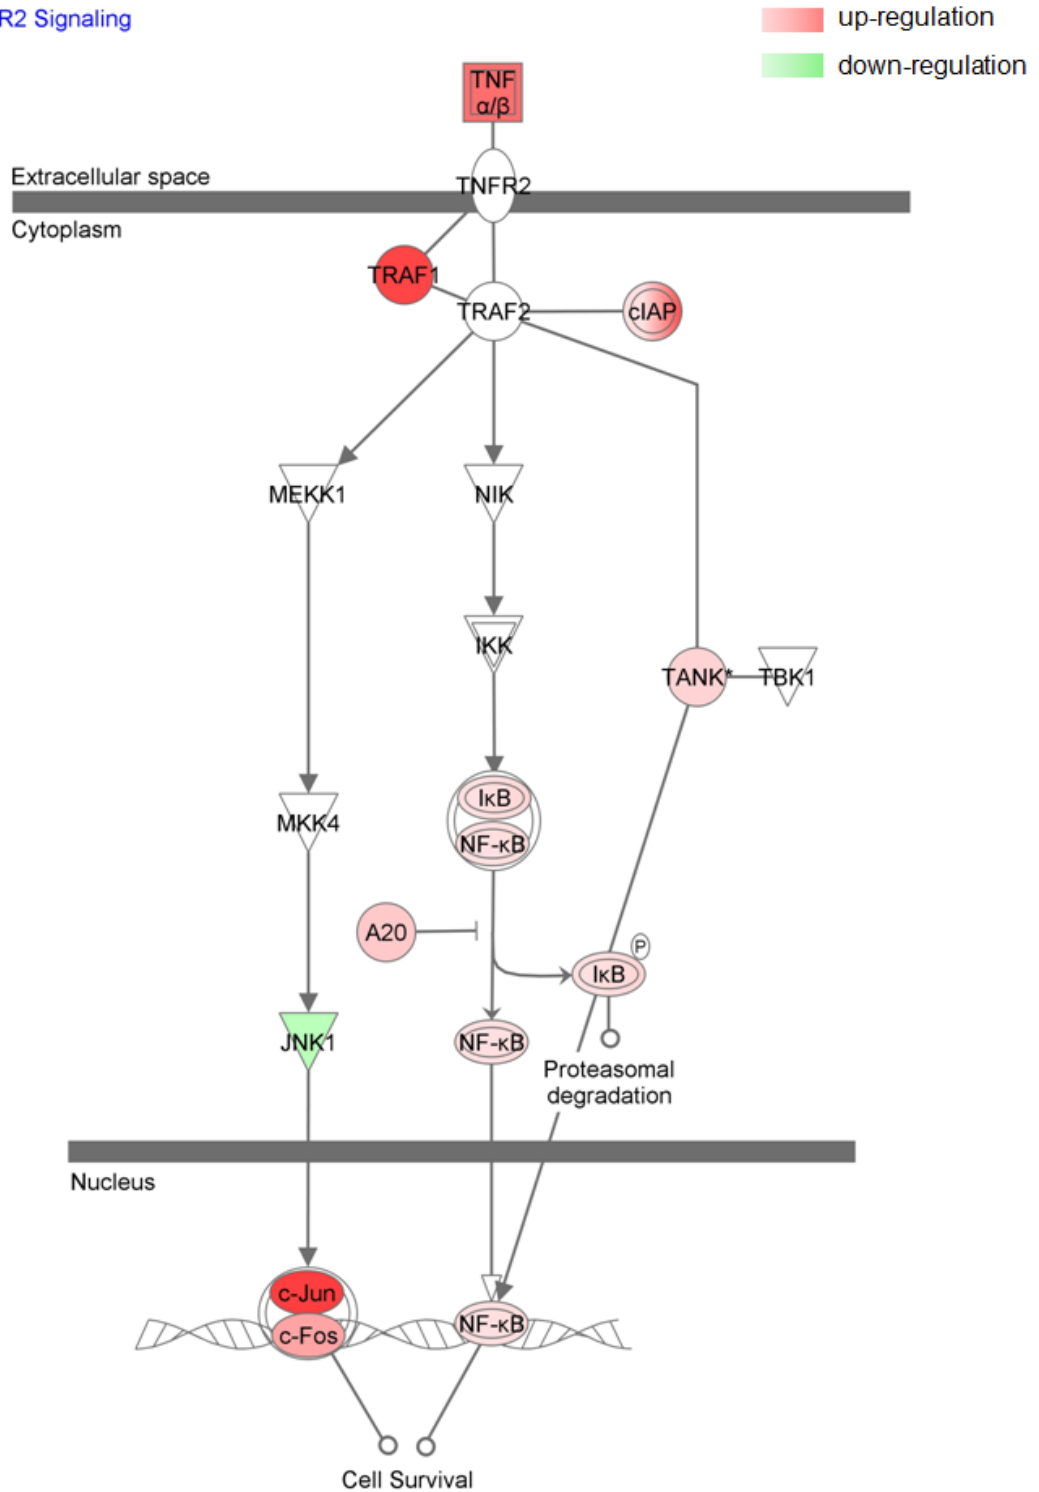 R2 Signaling
up-regulation
down-regulation
TNF
α/β
Extracellular space
TNFR2
Cytoplasm
TRAF1
TRAF2
cIAP
MEKK1
NIK
IKK
TANK*
TBK1
IκB
MKK4
NF-κB
A20
P
IκB
JNK1
NF-κB
Proteasomal
degradation
Nucleus
c-Jun
NF-κB
c-Fos
Cell Survival